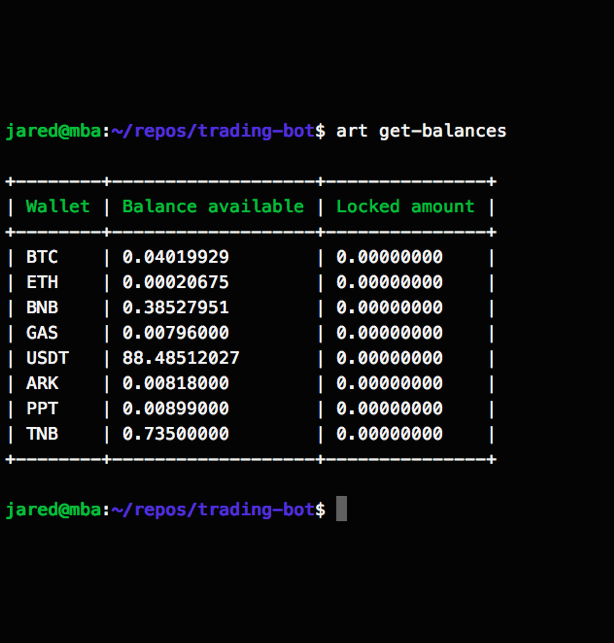 jared@mba:~/repos/trading-bot$ art get-balances
+--------+-------------------+---------------+
| Wallet | Balance available | Locked amount |
+--------+-------------------+---------------+
| BTC    | 0.04019929        | 0.00000000    |
| ETH    | 0.00020675        | 0.00000000    |
| BNB    | 0.38527951        | 0.00000000    |
| GAS    | 0.00796000        | 0.00000000    |
| USDT   | 88.48512027       | 0.00000000    |
| ARK    | 0.00818000        | 0.00000000    |
| PPT    | 0.00899000        | 0.00000000    |
| TNB    | 0.73500000        | 0.00000000    |
+--------+-------------------+---------------+
jared@mba:~/repos/trading-bot$